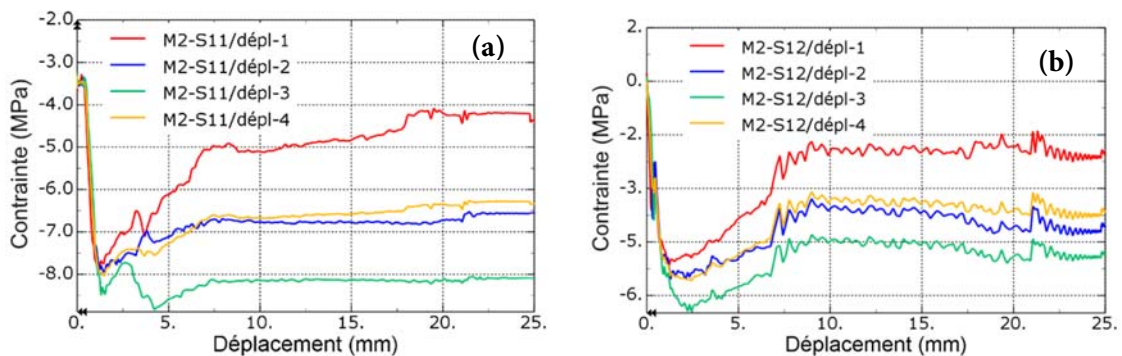 -2.0
-3.0
-4.0
-5.0
-6.0
-7.0
-8.0
Contrainte (MPa)
M2-S11/dépl-1
M2-S11/dépl-2
M2-S11/dépl-3
M2-S11/dépl-4
(a)
0. 5. 10. 15. 20. 25.
Déplacement (mm)
3.
0.
-2.
-3.
-5.
-6.
Contrainte (MPa)
M2-S12/dépl-1
M2-S12/dépl-2
M2-S12/dépl-3
M2-S12/dépl-4
(b)
0. 5. 10. 15. 20. 25.
Déplacement (mm)